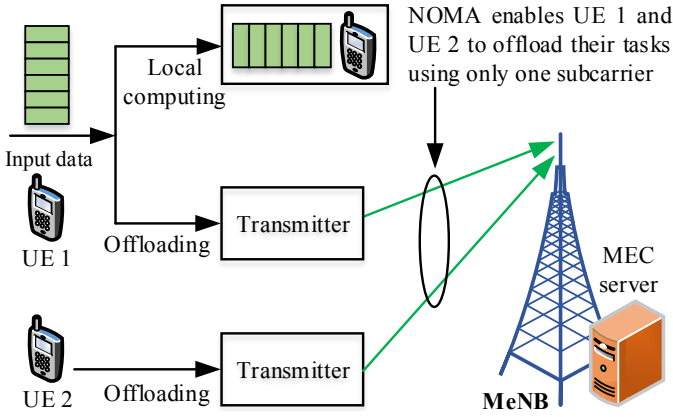 NOMA enables UE 1 and
UE 2 to offload their tasks
using only one subcarrier
Local
computing
Input data
UE 1
Offloading
Transmitter
MEC
server
UE 2
Offloading
Transmitter
MeNB